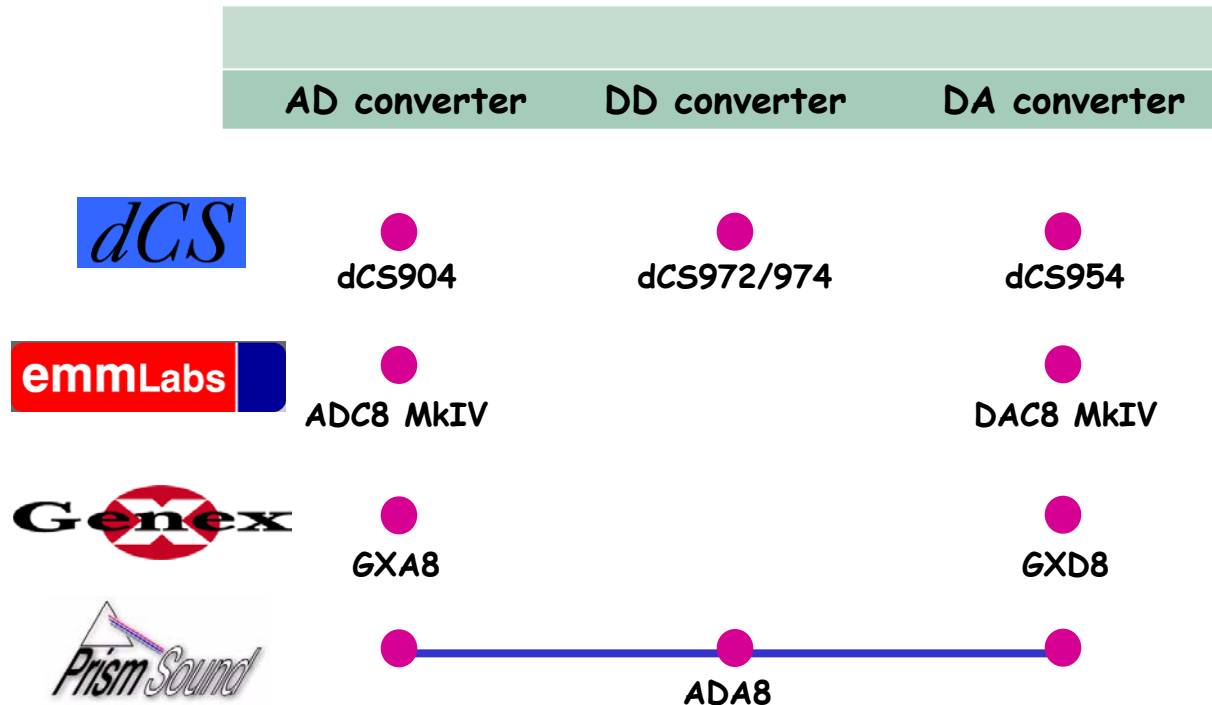 AD converter DD converter DA converter
dCS
dCS904 dCS972/974 dCS954
emmLabs
ADC8 MkIV DAC8 MkIV
Genex
GXA8 GXD8
Prism Sound
ADA8